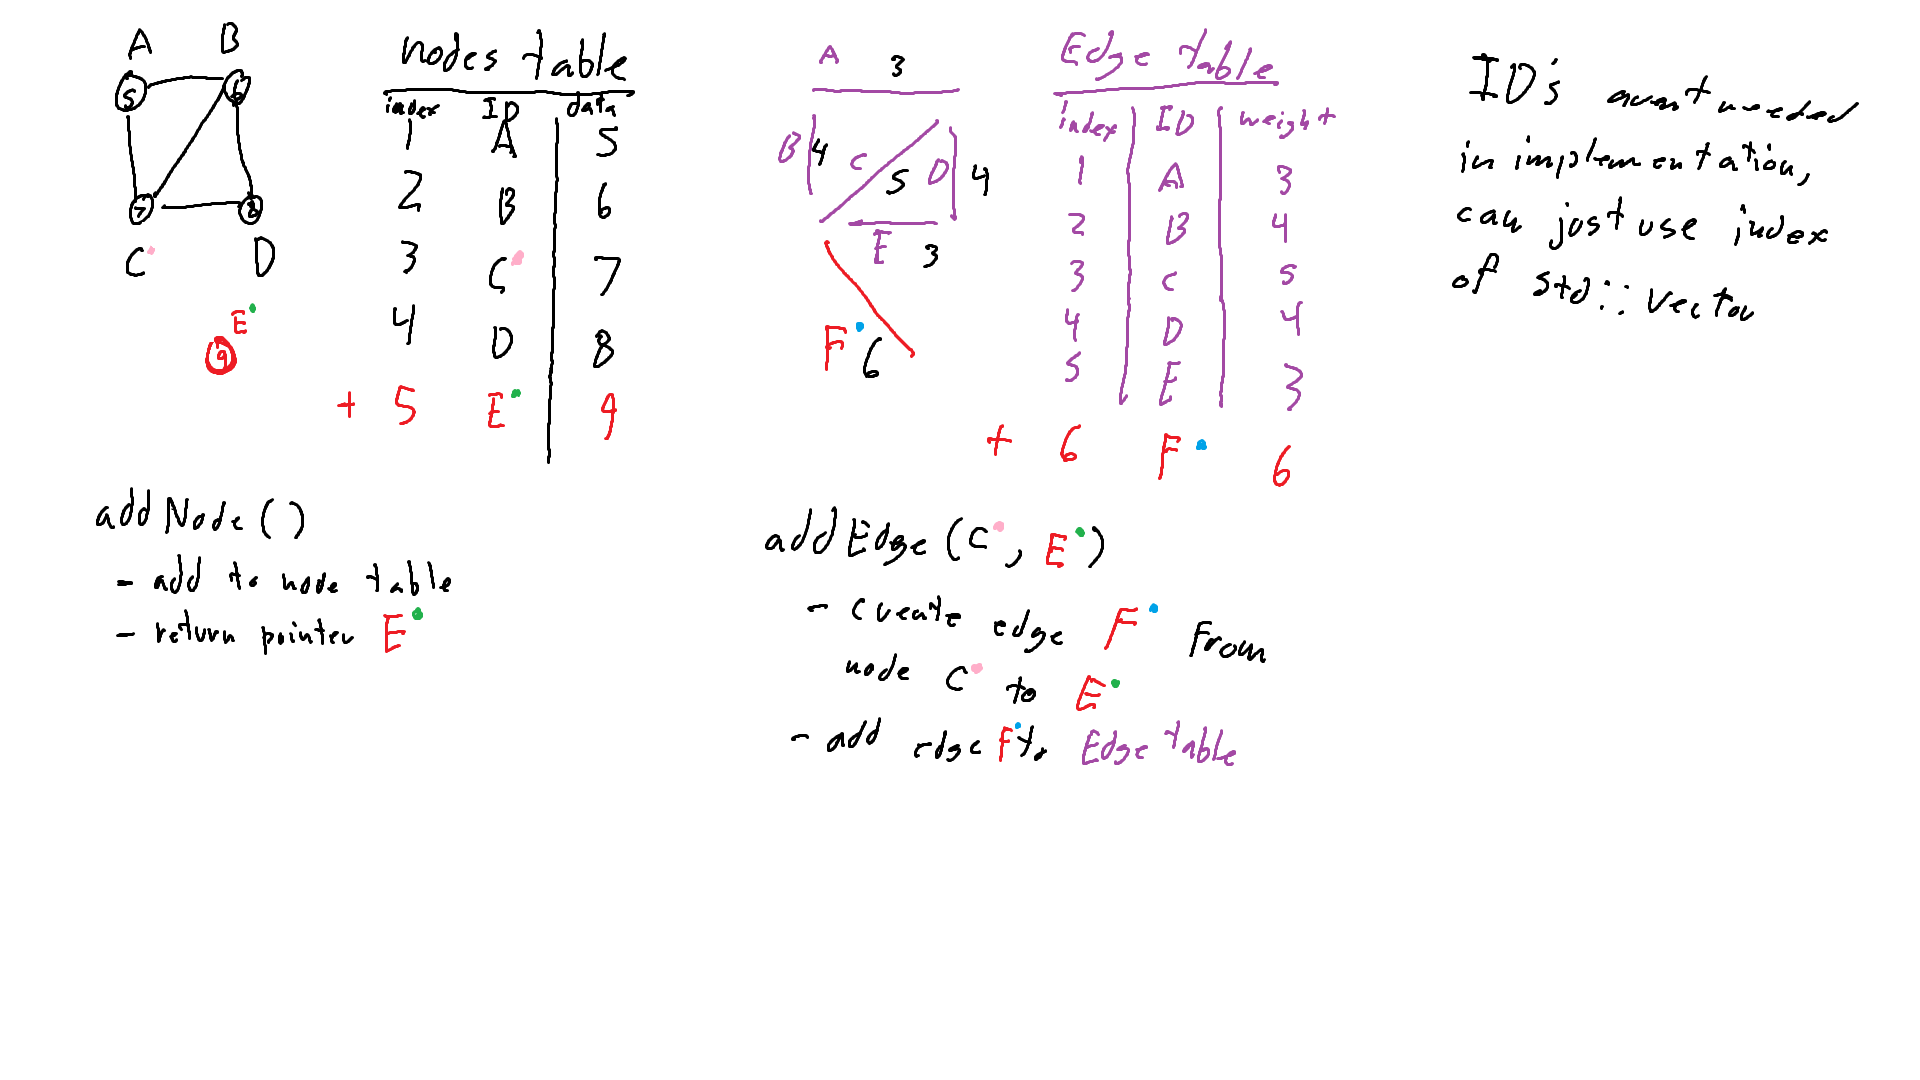 A B
5 6
7 8
C D
E
9
nodes table
index ID data
1 A 5
2 B 6
3 C 7
4 D 8
+ 5 E 9
addNode()
- add to node table
- return pointer E
A 3
B 4 C 5 D 4
E 3
F 6
Edge table
index ID weight
1 A 3
2 B 4
3 C 5
4 D 4
5 E 3
+ 6 F 6
addEdge(C, E)
- create edge F from
node C to E
- add edge F to Edge table
ID's arent needed
in implementation,
can just use index
of std::vector